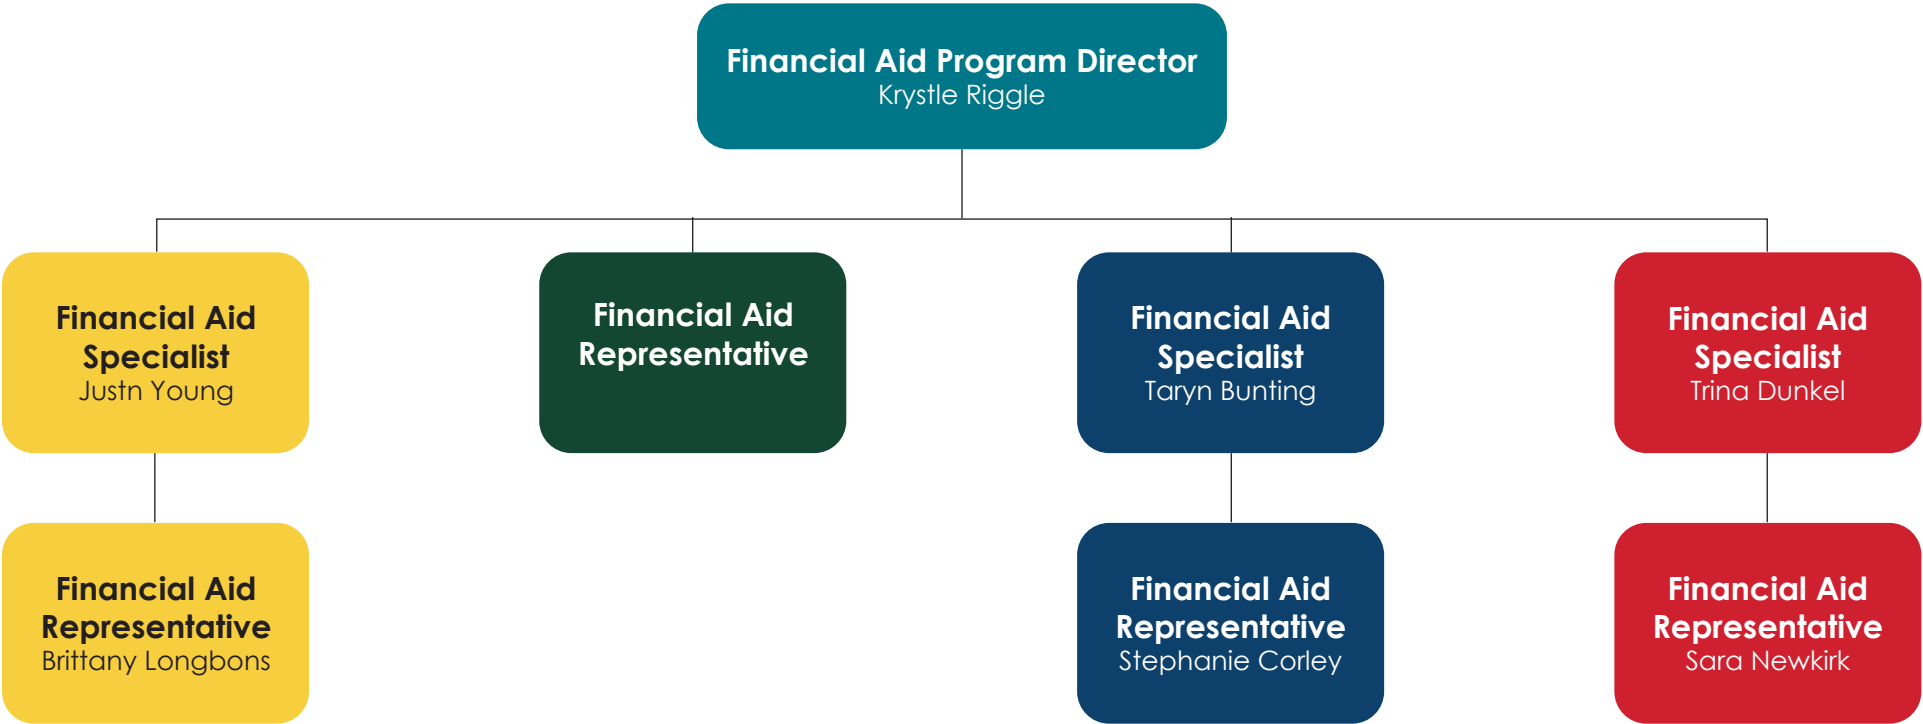 Financial Aid Program Director
Krystle Riggle
Financial Aid
Specialist
Justn Young
Financial Aid
Representative
Financial Aid
Specialist
Taryn Bunting
Financial Aid
Specialist
Trina Dunkel
Financial Aid
Representative
Brittany Longbons
Financial Aid
Representative
Stephanie Corley
Financial Aid
Representative
Sara Newkirk